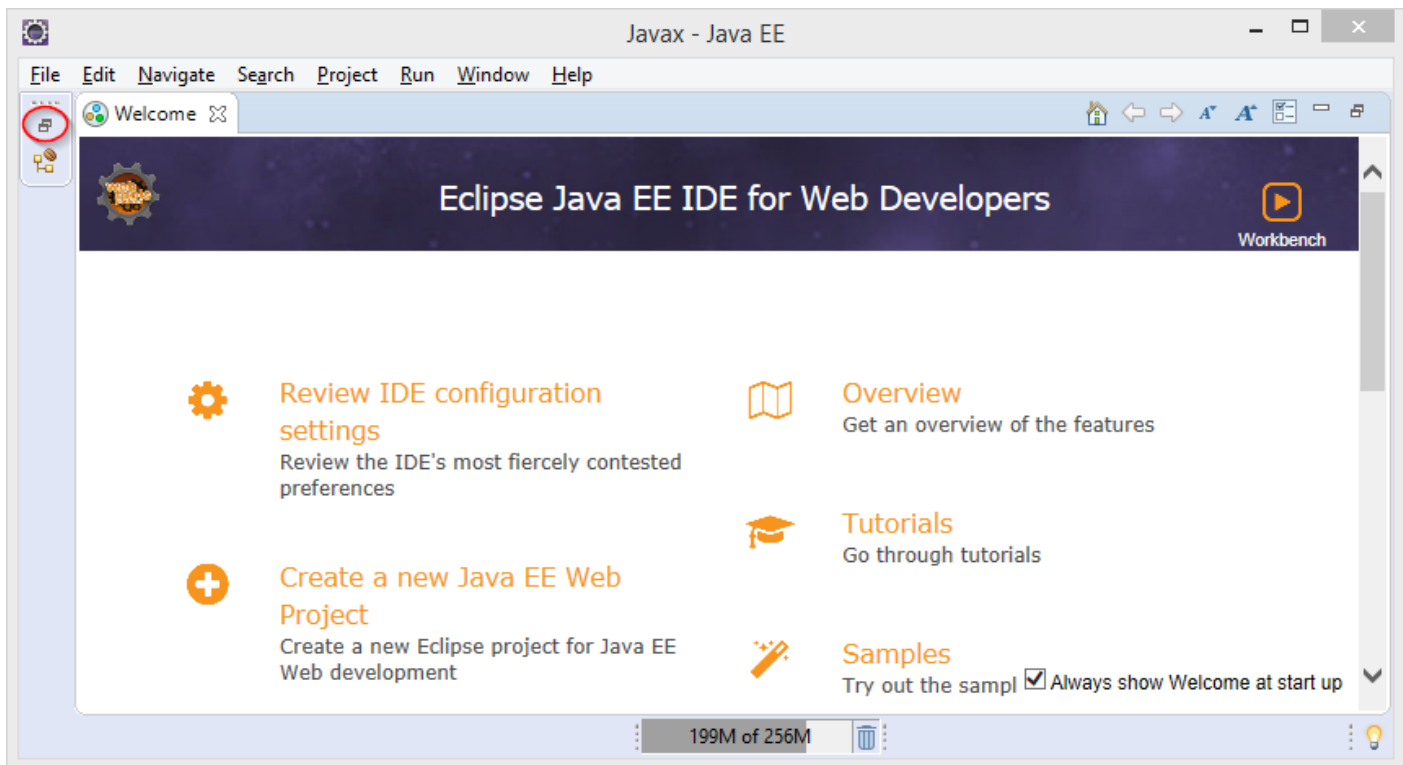 Javax - Java EE
File Edit Navigate Search Project Run Window Help
Welcome
Eclipse Java EE IDE for Web Developers
Workbench
Review IDE configuration
settings
Review the IDE's most fiercely contested
preferences
Overview
Get an overview of the features
Tutorials
Go through tutorials
Create a new Java EE Web
Project
Create a new Eclipse project for Java EE
Web development
Samples
Try out the sampl
Always show Welcome at start up
199M of 256M